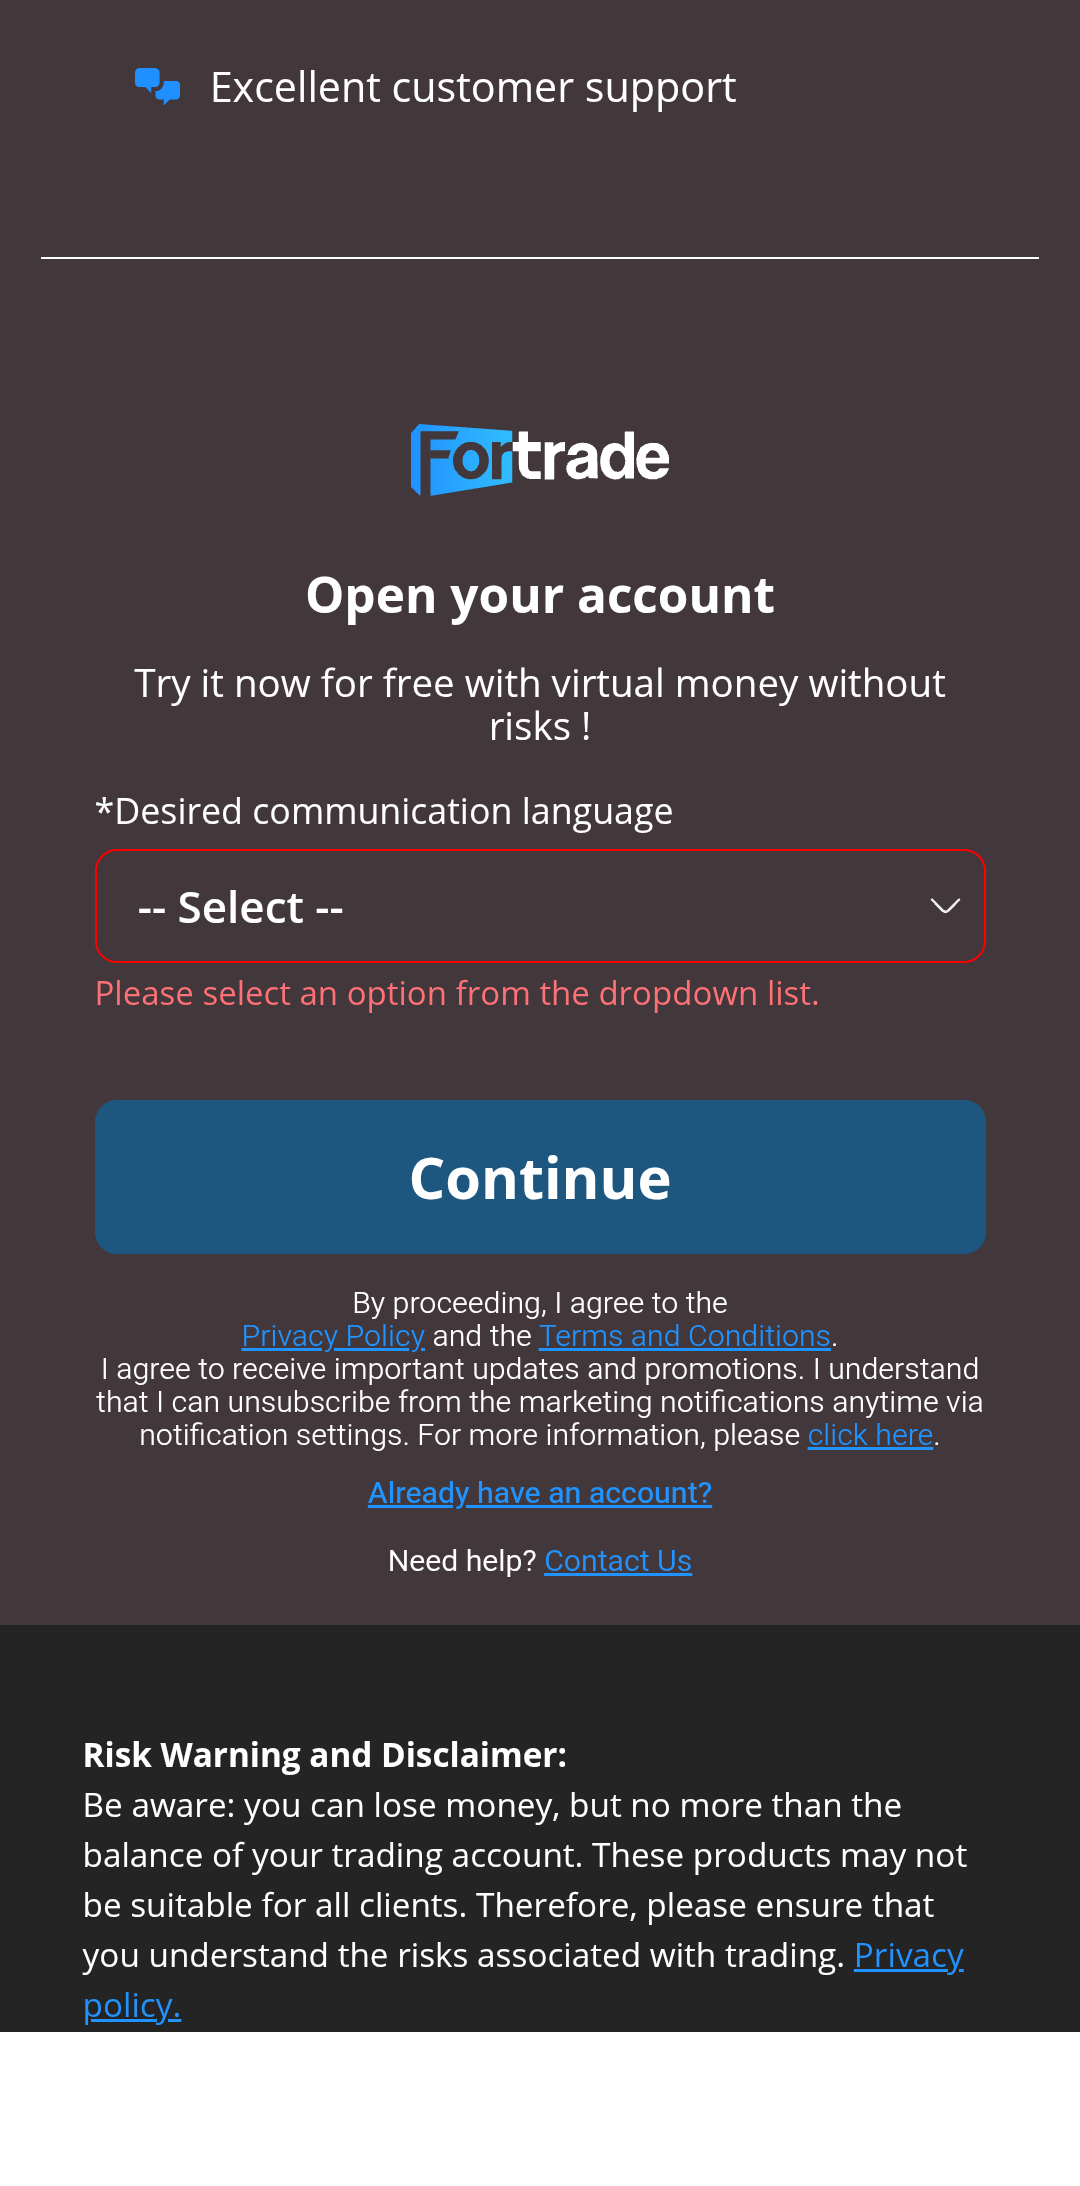 Excellent customer support
Fortrade
Open your account
Try it now for free with virtual money without
risks !
*Desired communication language
-- Select --
Please select an option from the dropdown list.
Continue
By proceeding, I agree to the
Privacy Policy and the Terms and Conditions.
I agree to receive important updates and promotions. I understand
that I can unsubscribe from the marketing notifications anytime via
notification settings. For more information, please click here.
Already have an account?
Need help? Contact Us
Risk Warning and Disclaimer:
Be aware: you can lose money, but no more than the
balance of your trading account. These products may not
be suitable for all clients. Therefore, please ensure that
you understand the risks associated with trading. Privacy
policy.